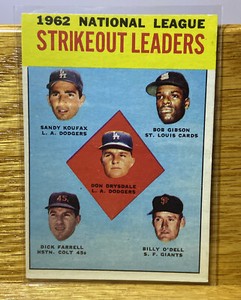 1962 NATIONAL LEAGUE
STRIKEOUT LEADERS
SANDY KOUFAX
L. A. DODGERS
BOB GIBSON
ST. LOUIS CARDS
DON DRYSDALE
L. A. DODGERS
DICK FARRELL
HSTN. COLT 45s
BILLY O'DELL
S. F. GIANTS